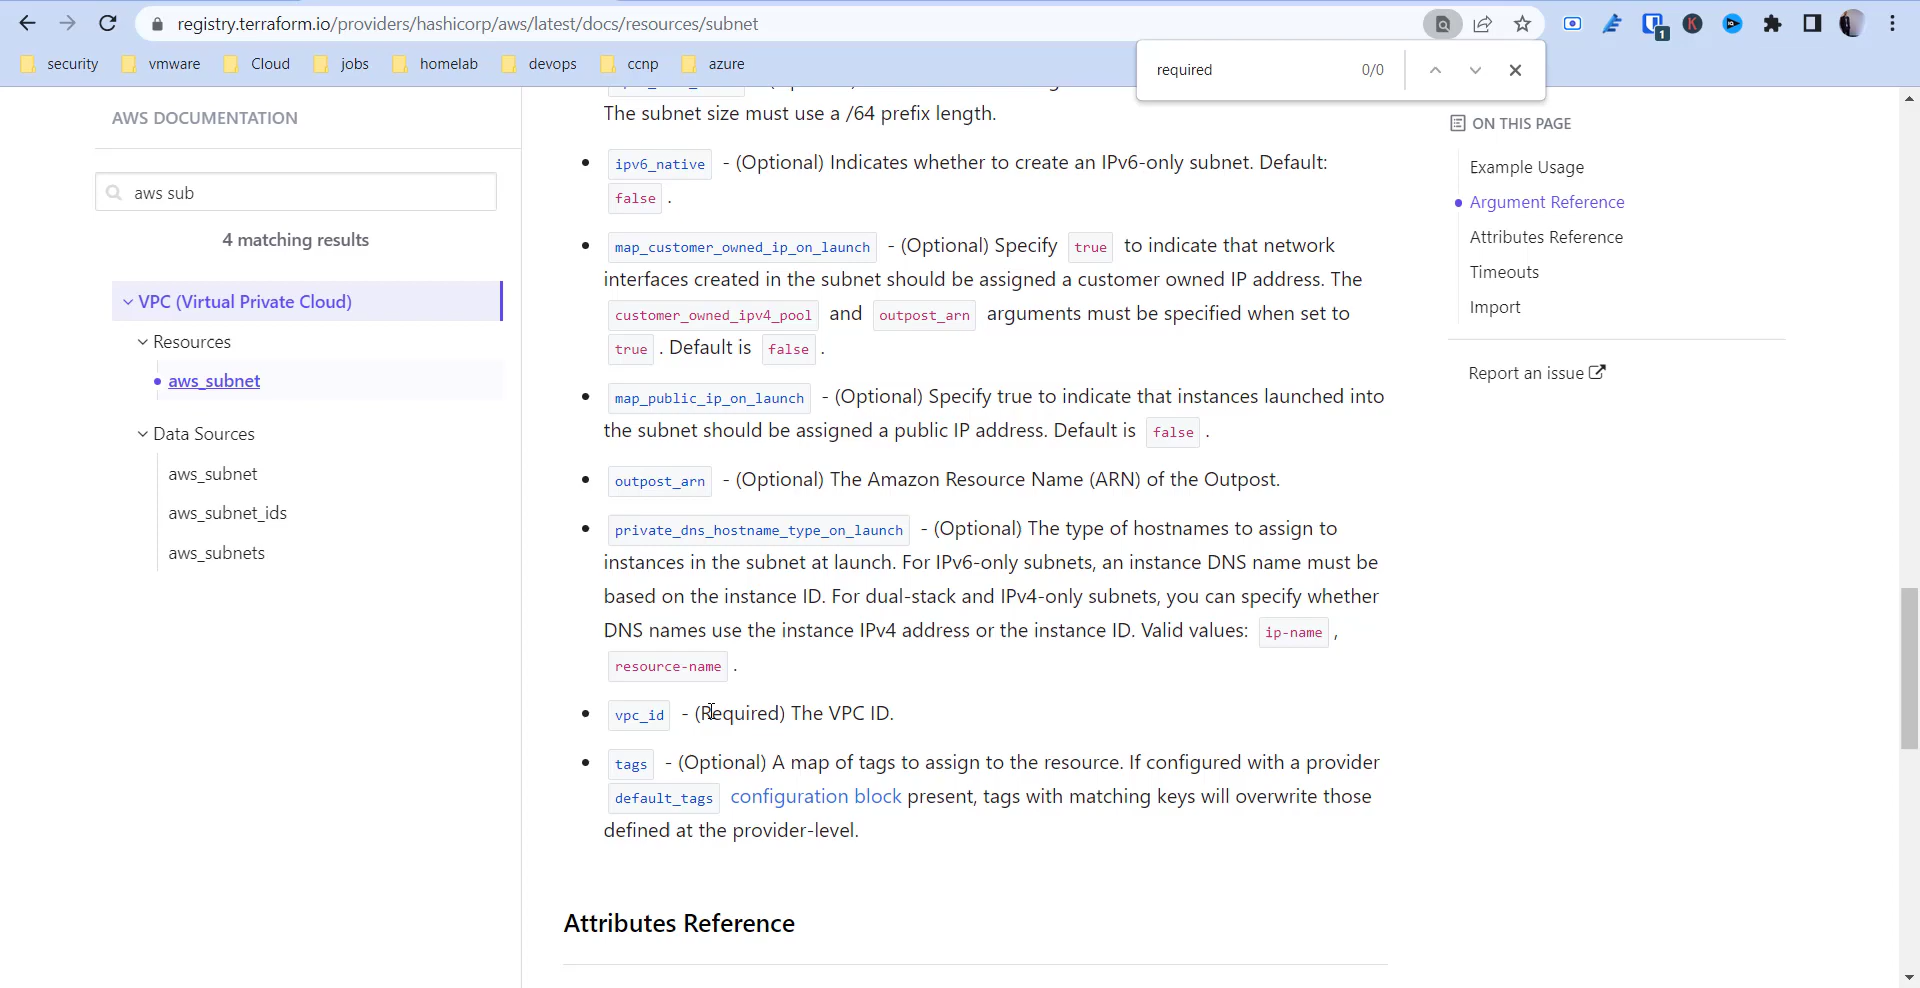 registry.terraform.io/providers/hashicorp/aws/latest/docs/resources/subnet
1
security
vmware
Cloud
jobs
homelab
devops
ccnp
azure
required
0/0
AWS DOCUMENTATION
aws sub
4 matching results
VPC (Virtual Private Cloud)
Resources
aws_subnet
Data Sources
aws_subnet
aws_subnet_ids
aws_subnets
The subnet size must use a /64 prefix length.
ipv6_native - (Optional) Indicates whether to create an IPv6-only subnet. Default:
false .
map_customer_owned_ip_on_launch - (Optional) Specify true to indicate that network
interfaces created in the subnet should be assigned a customer owned IP address. The
customer_owned_ipv4_pool and outpost_arn arguments must be specified when set to
true . Default is false .
map_public_ip_on_launch - (Optional) Specify true to indicate that instances launched into
the subnet should be assigned a public IP address. Default is false .
outpost_arn - (Optional) The Amazon Resource Name (ARN) of the Outpost.
private_dns_hostname_type_on_launch - (Optional) The type of hostnames to assign to
instances in the subnet at launch. For IPv6-only subnets, an instance DNS name must be
based on the instance ID. For dual-stack and IPv4-only subnets, you can specify whether
DNS names use the instance IPv4 address or the instance ID. Valid values: ip-name ,
resource-name .
vpc_id - (Required) The VPC ID.
tags - (Optional) A map of tags to assign to the resource. If configured with a provider
default_tags configuration block present, tags with matching keys will overwrite those
defined at the provider-level.
Attributes Reference
ON THIS PAGE
Example Usage
Argument Reference
Attributes Reference
Timeouts
Import
Report an issue